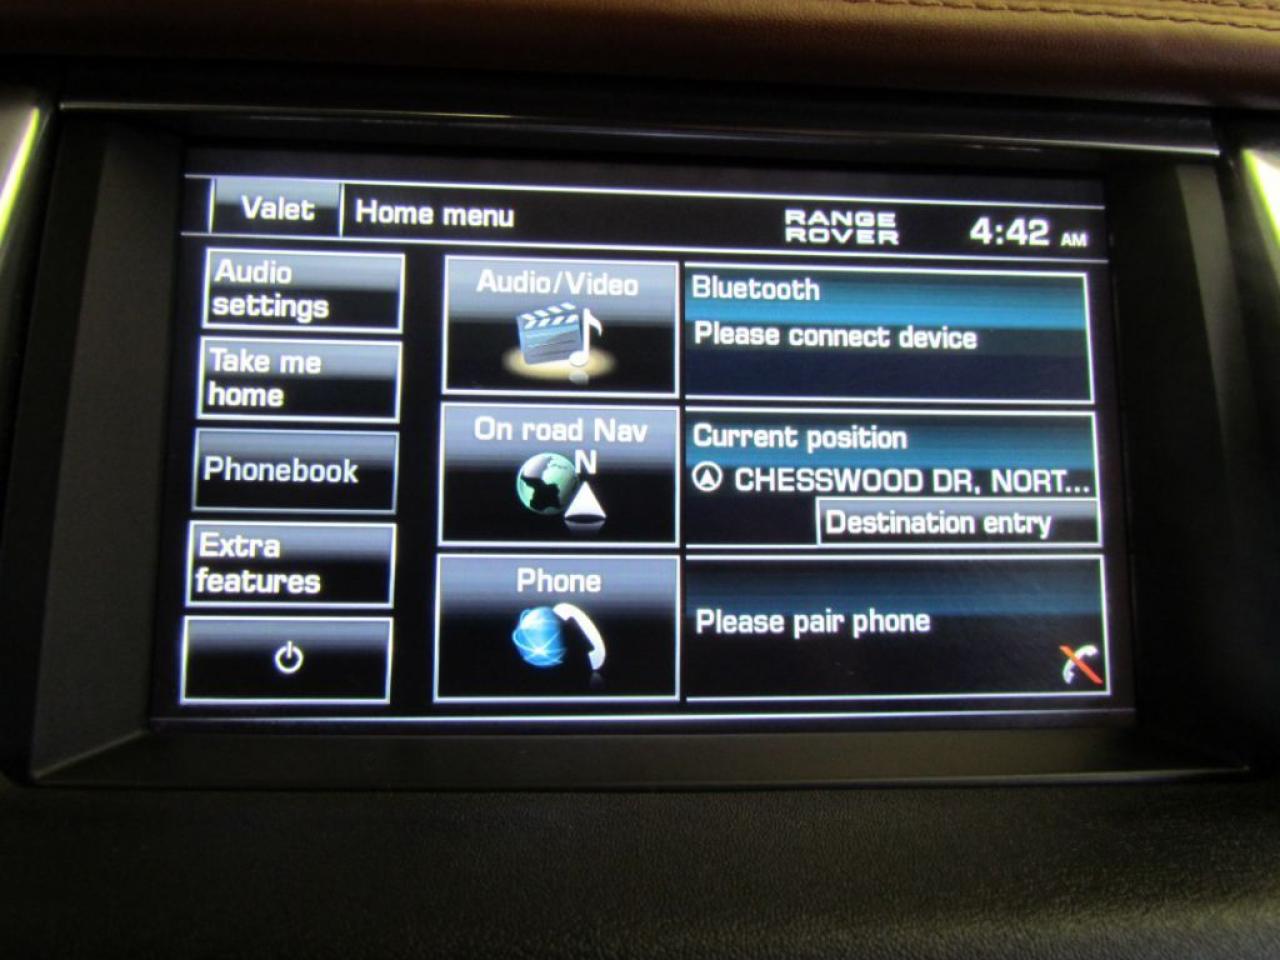 Valet
Home menu
RANGE
ROVER
4:42 AM
Audio
settings
Take me
home
Phonebook
Extra
features
Audio/Video
On road Nav
N
Phone
Bluetooth
Please connect device
Current position
CHESSWOOD DR, NORT...
Destination entry
Please pair phone